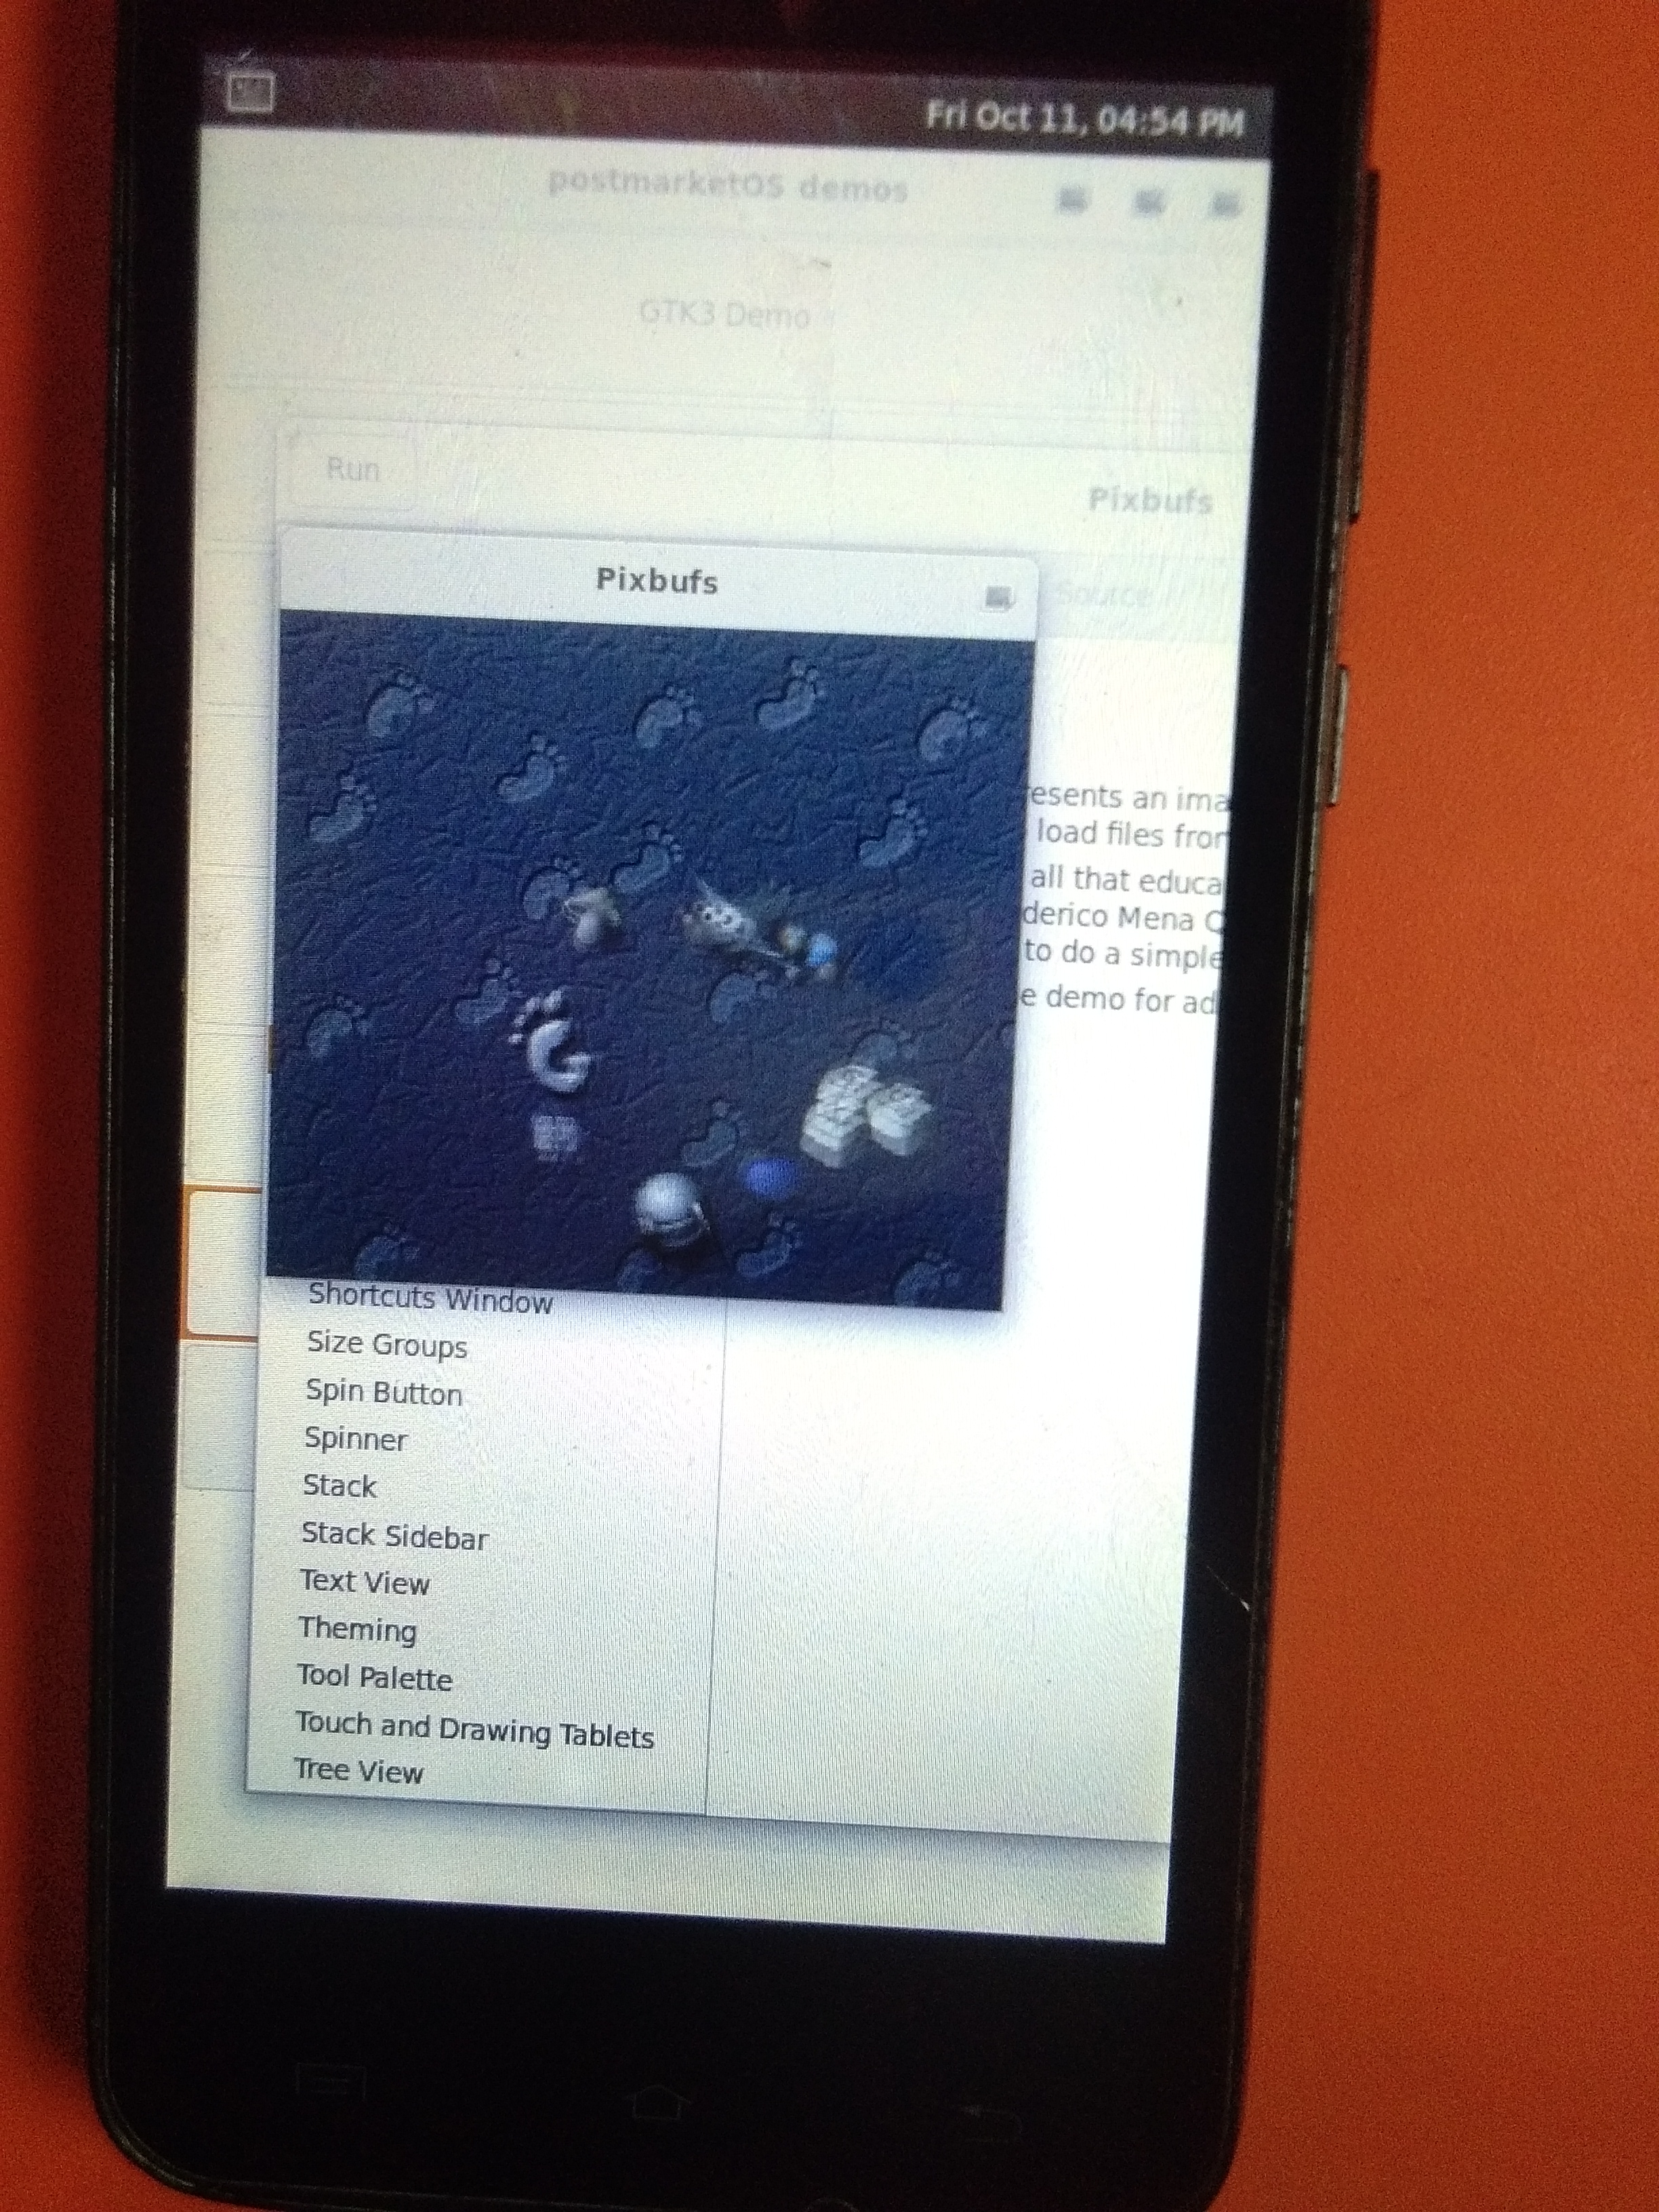 Fri Oct 11, 04:54 PM
postmarketOS demos
GTK3 Demo
Run
Pixbufs
Pixbufs
Source
esents an ima
load files fror
all that educa
derico Mena Q
to do a simple
e demo for ad
Shortcuts Window
Size Groups
Spin Button
Spinner
Stack
Stack Sidebar
Text View
Theming
Tool Palette
Touch and Drawing Tablets
Tree View